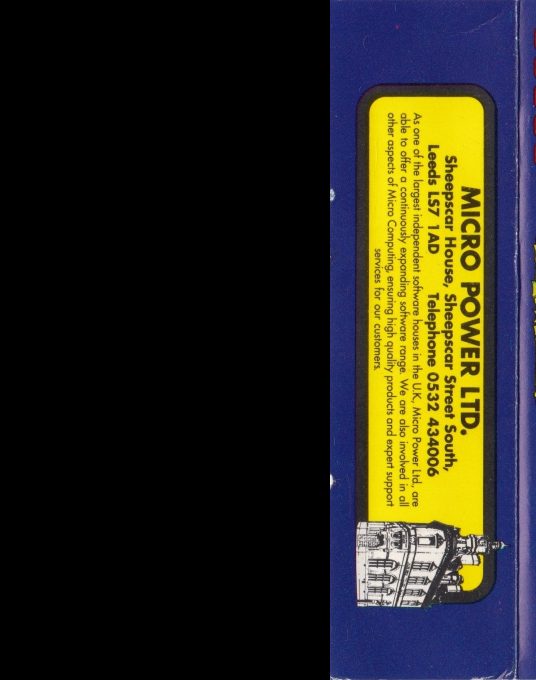 MICRO POWER LTD.
Sheepscar House, Sheepscar Street South,
Leeds LS7 1AD Telephone 0532 434006
As one of the largest independent software houses in the U.K., Micro Power Ltd., are
able to offer a continuously expanding software range. We are also involved in all
other aspects of Micro Computing, ensuring high quality products and expert support
services for our customers.